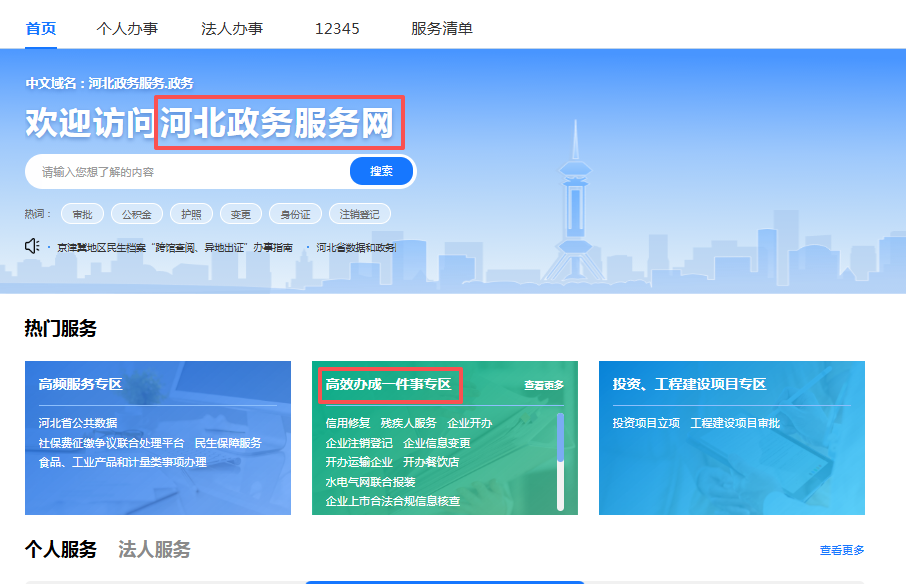 首页 个人办事 法人办事 12345 服务清单
中文域名：河北政务服务.政务
欢迎访问河北政务服务网
请输入您想了解的内容 搜索
热词： 审批 公积金 护照 变更 身份证 注销登记
· 京津冀地区民生档案“跨馆查阅、异地出证”办事指南 · 河北省数据和政务
热门服务
高频服务专区
河北省公共数据
社保费征缴争议联合处理平台 民生保障服务
食品、工业产品和计量类事项办理
高效办成一件事专区 查看更多
信用修复 残疾人服务 企业开办
企业注销登记 企业信息变更
开办运输企业 开办餐饮店
水电气网联合报装
企业上市合法合规信息核查
投资、工程建设项目专区
投资项目立项 工程建设项目审批
个人服务 法人服务 查看更多